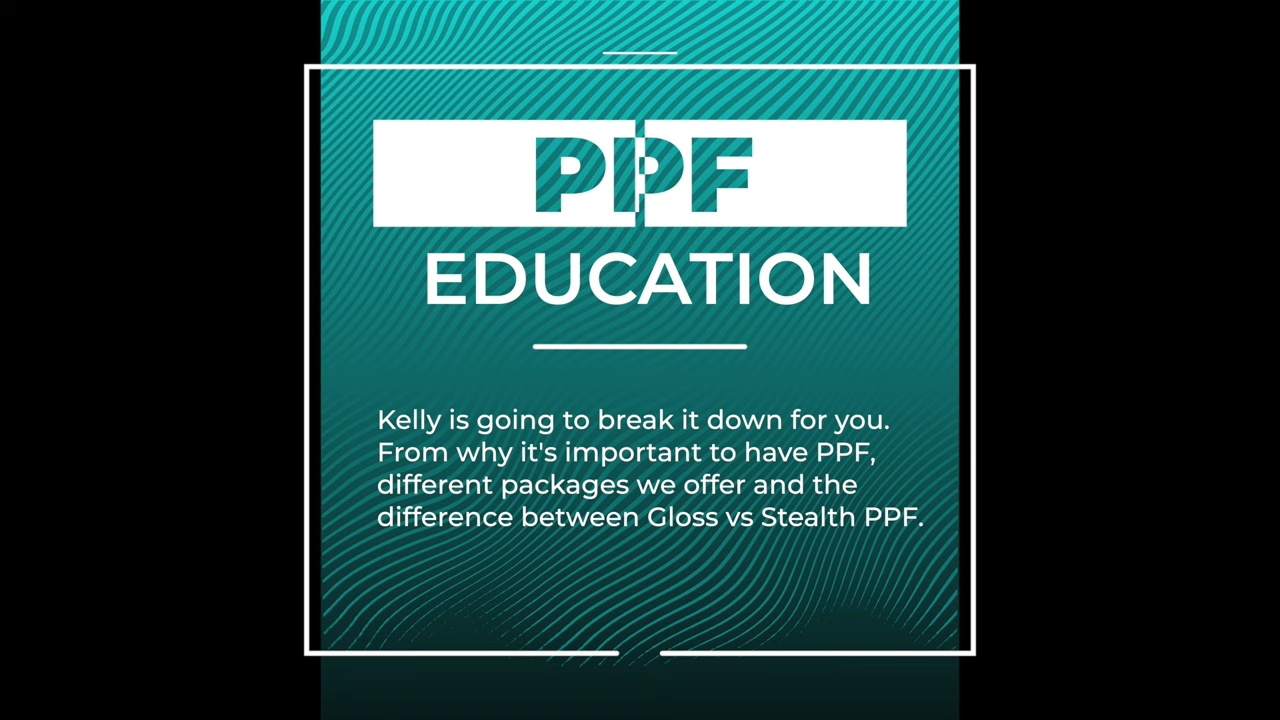 PPF
EDUCATION
Kelly is going to break it down for you.
From why it's important to have PPF,
different packages we offer and the
difference between Gloss vs Stealth PPF.